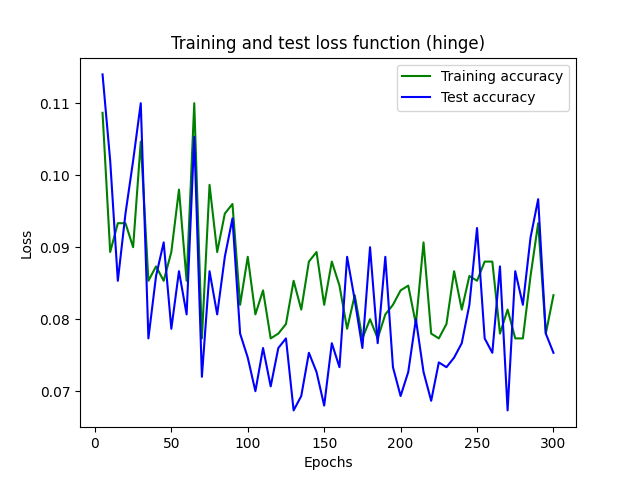 Training and test loss function (hinge)
Training accuracy
Test accuracy
0.11
0.10
0.09
0.08
0.07
Loss
0 50 100 150 200 250 300
Epochs